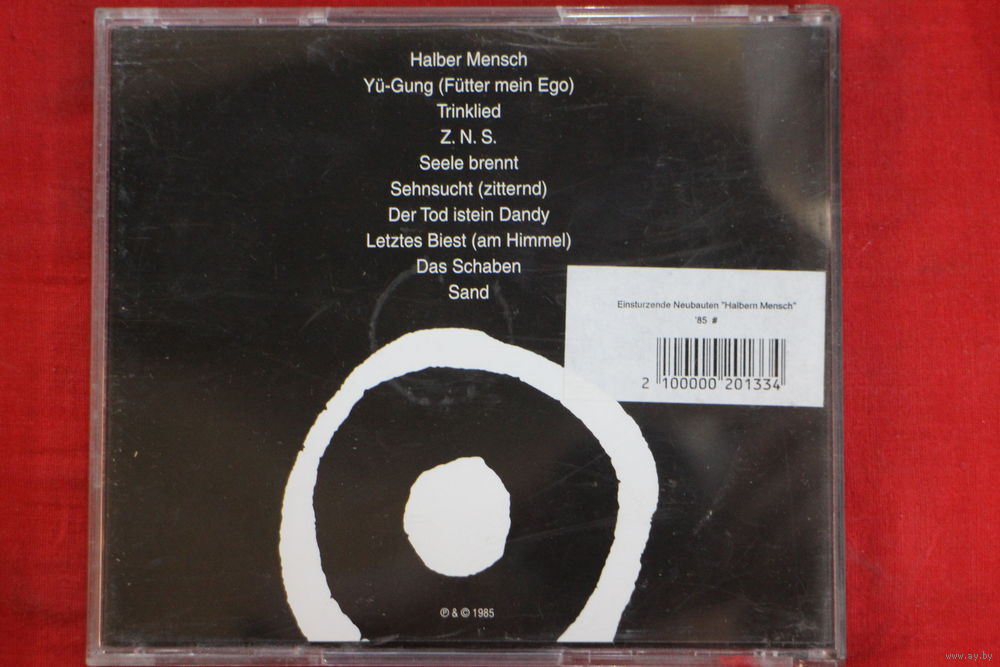 Halber Mensch
Yü-Gung (Fütter mein Ego)
Trinklied
Z. N. S.
Seele brennt
Sehnsucht (zitternd)
Der Tod istein Dandy
Letztes Biest (am Himmel)
Das Schaben
Sand
Einsturzende Neubauten "Halbern Mensch"
'85 #
2 100000 201334
℗ & © 1985
www.ay.by